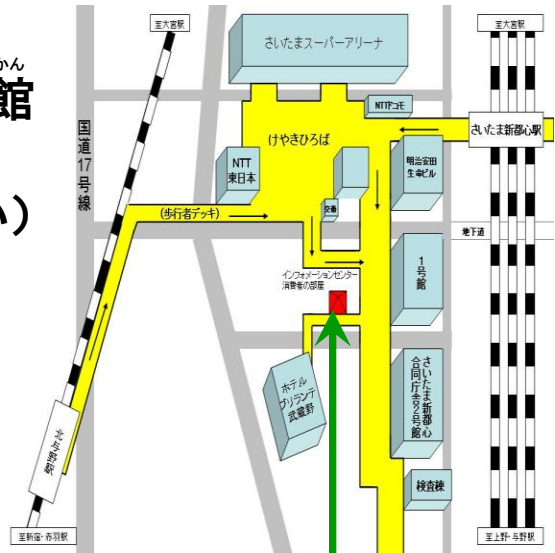 至大宮駅
至大宮駅
さいたまスーパーアリーナ
かん
館
NTTドコモ
国道17号線
けやきひろば
さいたま新都心駅
NTT
東日本
明治安田
生命ビル
い)
(歩行者デッキ)
交番
地下道
1号館
インフォメーションセンター
消費者の部屋
ホテル
ブリランテ
武蔵野
さいたま新都心
合同庁舎2号館
北与野駅
検査棟
至新宿・赤羽駅
至上野・与野駅